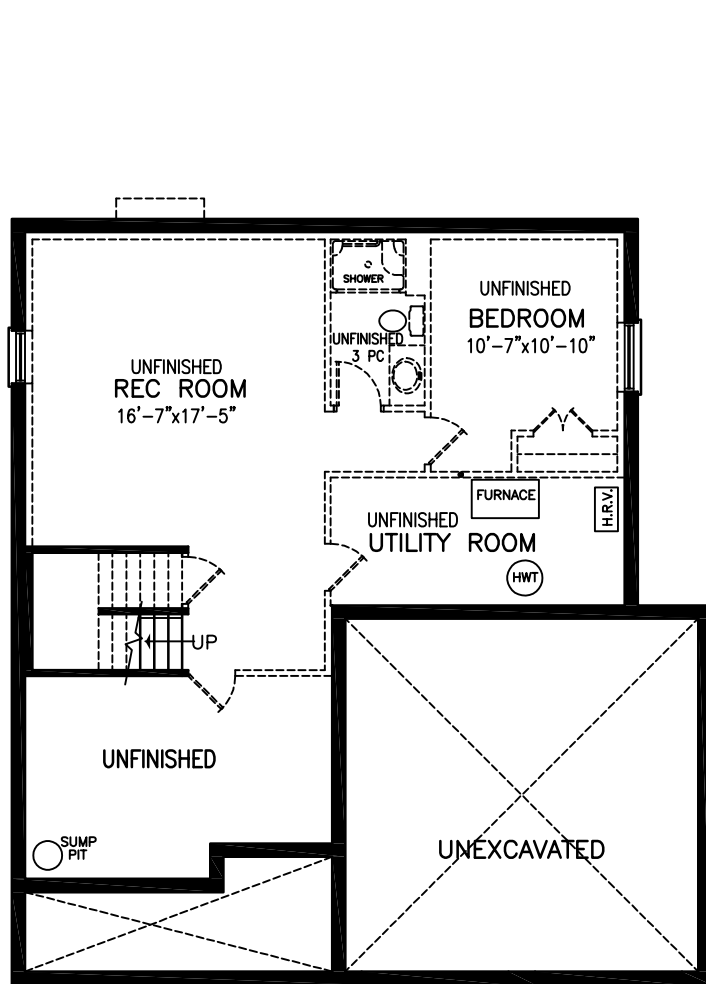 SHOWER
UNFINISHED
BEDROOM
10'-7"x10'-10"
UNFINISHED
3 PC
UNFINISHED
REC ROOM
16'-7"x17'-5"
FURNACE
H.R.V.
UNFINISHED
UTILITY ROOM
HWT
UP
UNFINISHED
SUMP
PIT
UNEXCAVATED